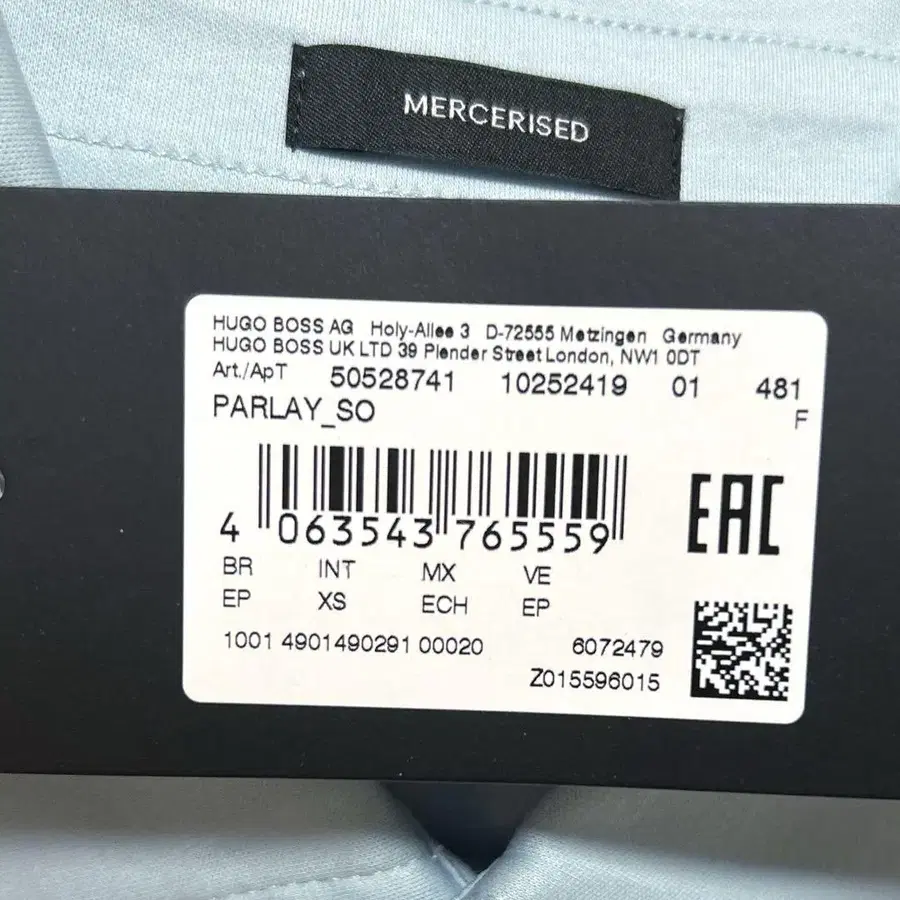 MERCERISED
HUGO BOSS AG Holy-Allee 3 D-72555 Metzingen Germany
HUGO BOSS UK LTD 39 Plender Street London, NW1 0DT
Art./ApT 50528741 10252419 01 481
PARLAY_SO F
4 063543 765559
EAC
BR INT MX VE
EP XS ECH EP
1001 4901490291 00020 6072479
Z015596015